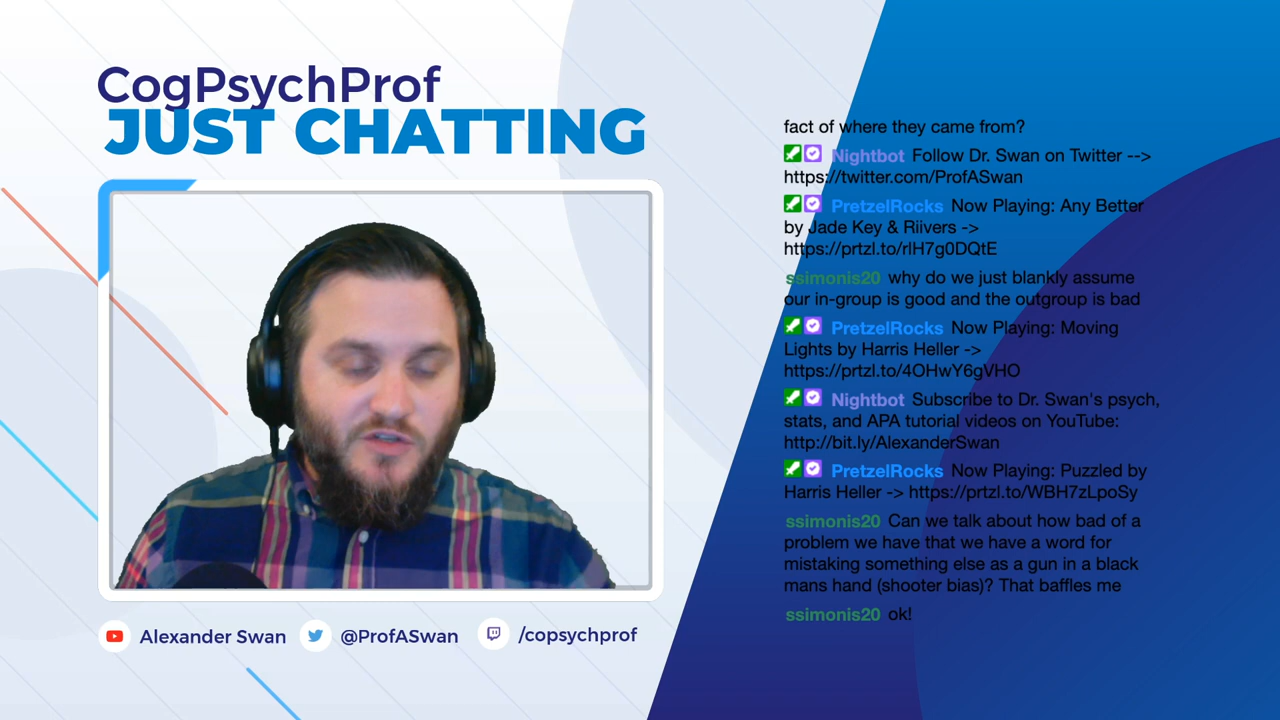 CogPsychProf
JUST CHATTING
Alexander Swan
@ProfASwan
/copsychprof
fact of where they came from?
Nightbot Follow Dr. Swan on Twitter -->
https://twitter.com/ProfASwan
PretzelRocks Now Playing: Any Better
by Jade Key & Riivers ->
https://prtzl.to/rlH7g0DQtE
ssimonis20 why do we just blankly assume
our in-group is good and the outgroup is bad
PretzelRocks Now Playing: Moving
Lights by Harris Heller ->
https://prtzl.to/4OHwY6gVHO
Nightbot Subscribe to Dr. Swan's psych,
stats, and APA tutorial videos on YouTube:
http://bit.ly/AlexanderSwan
PretzelRocks Now Playing: Puzzled by
Harris Heller -> https://prtzl.to/WBH7zLpoSy
ssimonis20 Can we talk about how bad of a
problem we have that we have a word for
mistaking something else as a gun in a black
mans hand (shooter bias)? That baffles me
ssimonis20 ok!